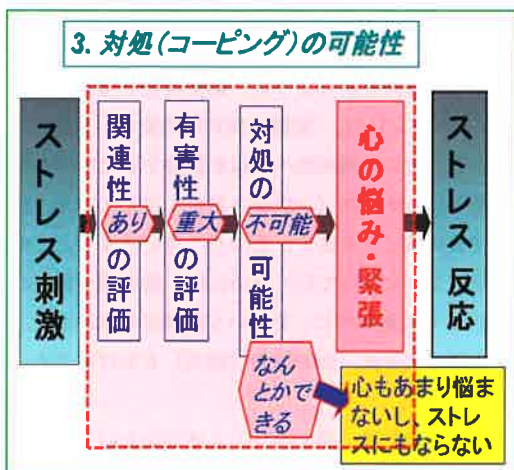 3. 対処(コーピング)の可能性
ストレス刺激
関連性の評価
あり
有害性の評価
重大
対処の可能性
不可能
なん
とかで
きる
心の悩み・緊張
ストレス反応
心もあまり悩ま
ないし、ストレ
スにもならない